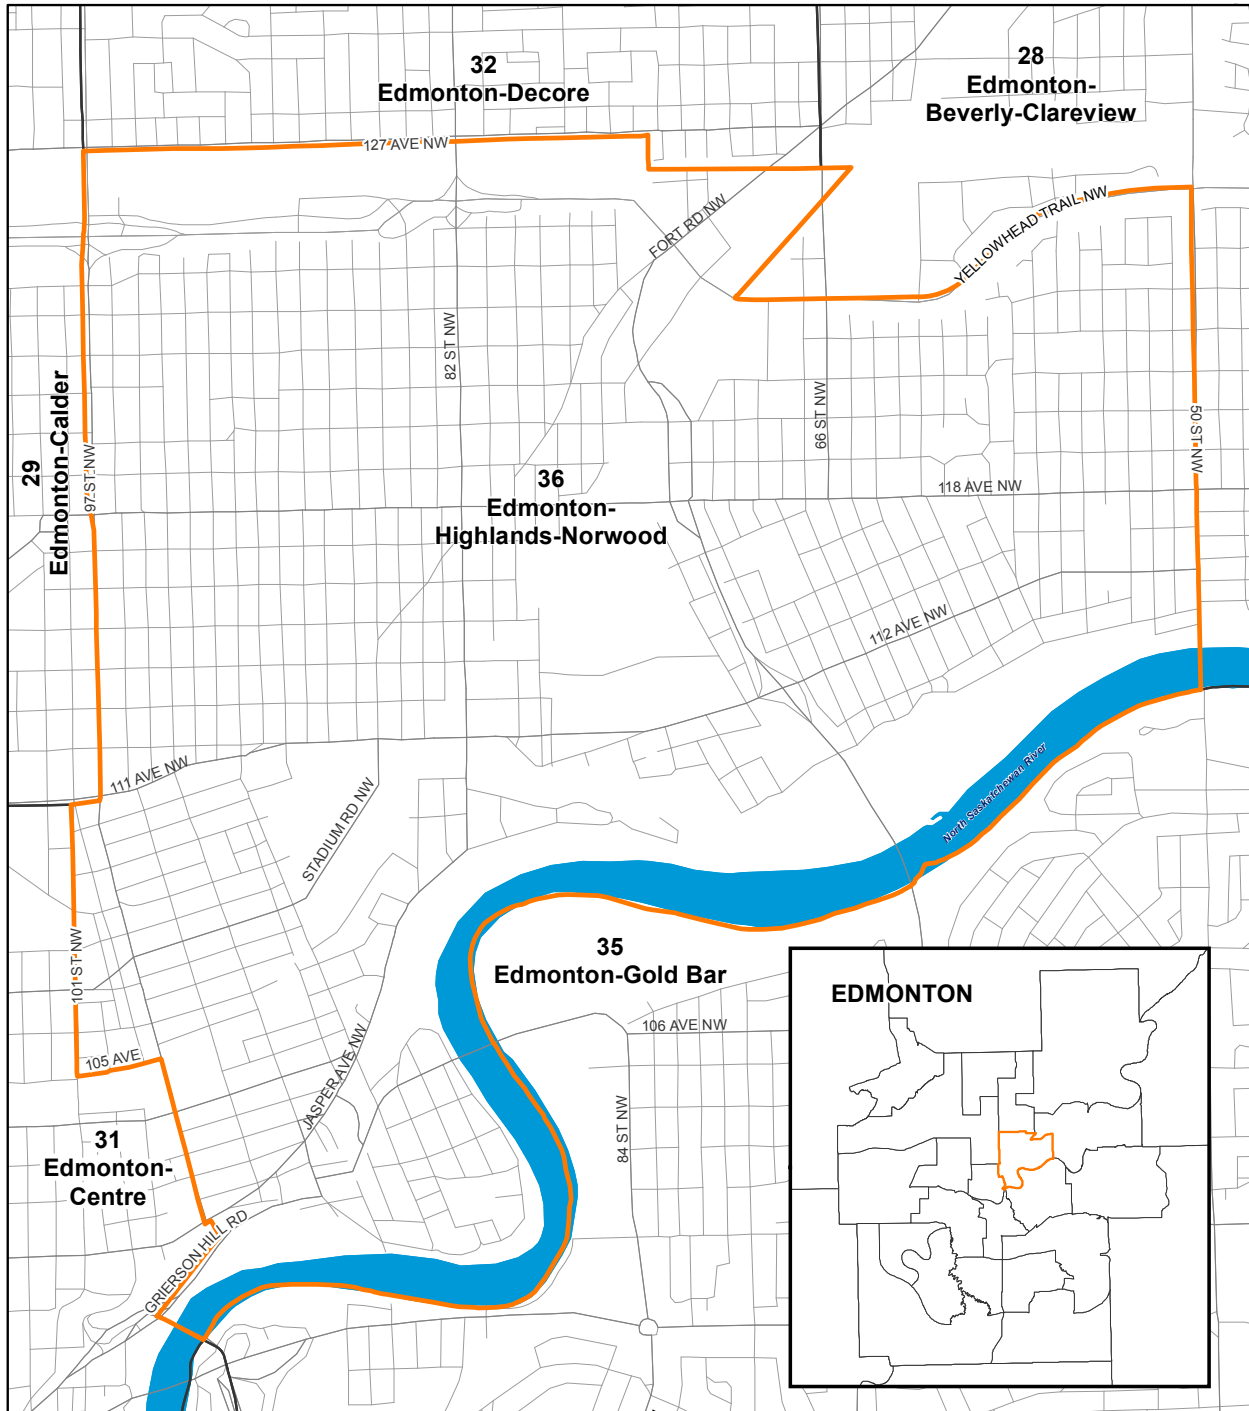 32
Edmonton-Decore
28
Edmonton-
Beverly-Clareview
127 AVE NW
FORT RD NW
YELLOWHEAD TRAIL NW
82 ST NW
66 ST NW
50 ST NW
29
Edmonton-Calder
97 ST NW
36
Edmonton-
Highlands-Norwood
118 AVE NW
112 AVE NW
111 AVE NW
STADIUM RD NW
North Saskatchewan River
101 ST NW
35
Edmonton-Gold Bar
106 AVE NW
105 AVE
JASPER AVE NW
84 ST NW
31
Edmonton-
Centre
GRIERSON HILL RD
EDMONTON